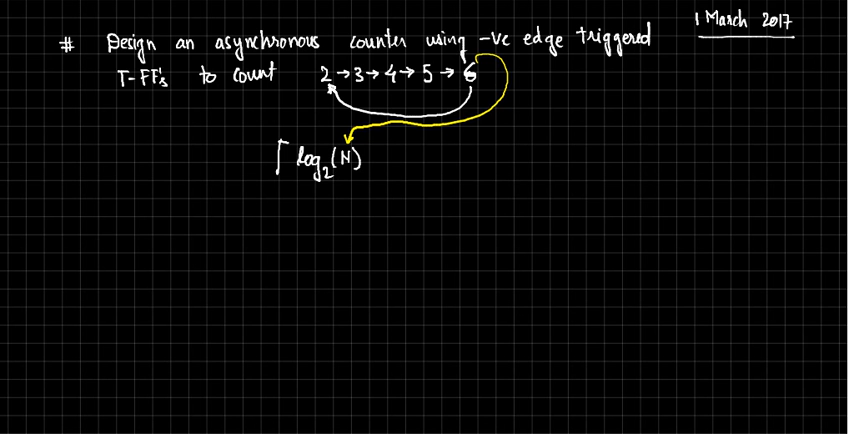 1 March 2017
# Design an asynchronous counter using -ve edge triggered
T-FF's to count 2→3→4→5→6
⌈log₂(N)